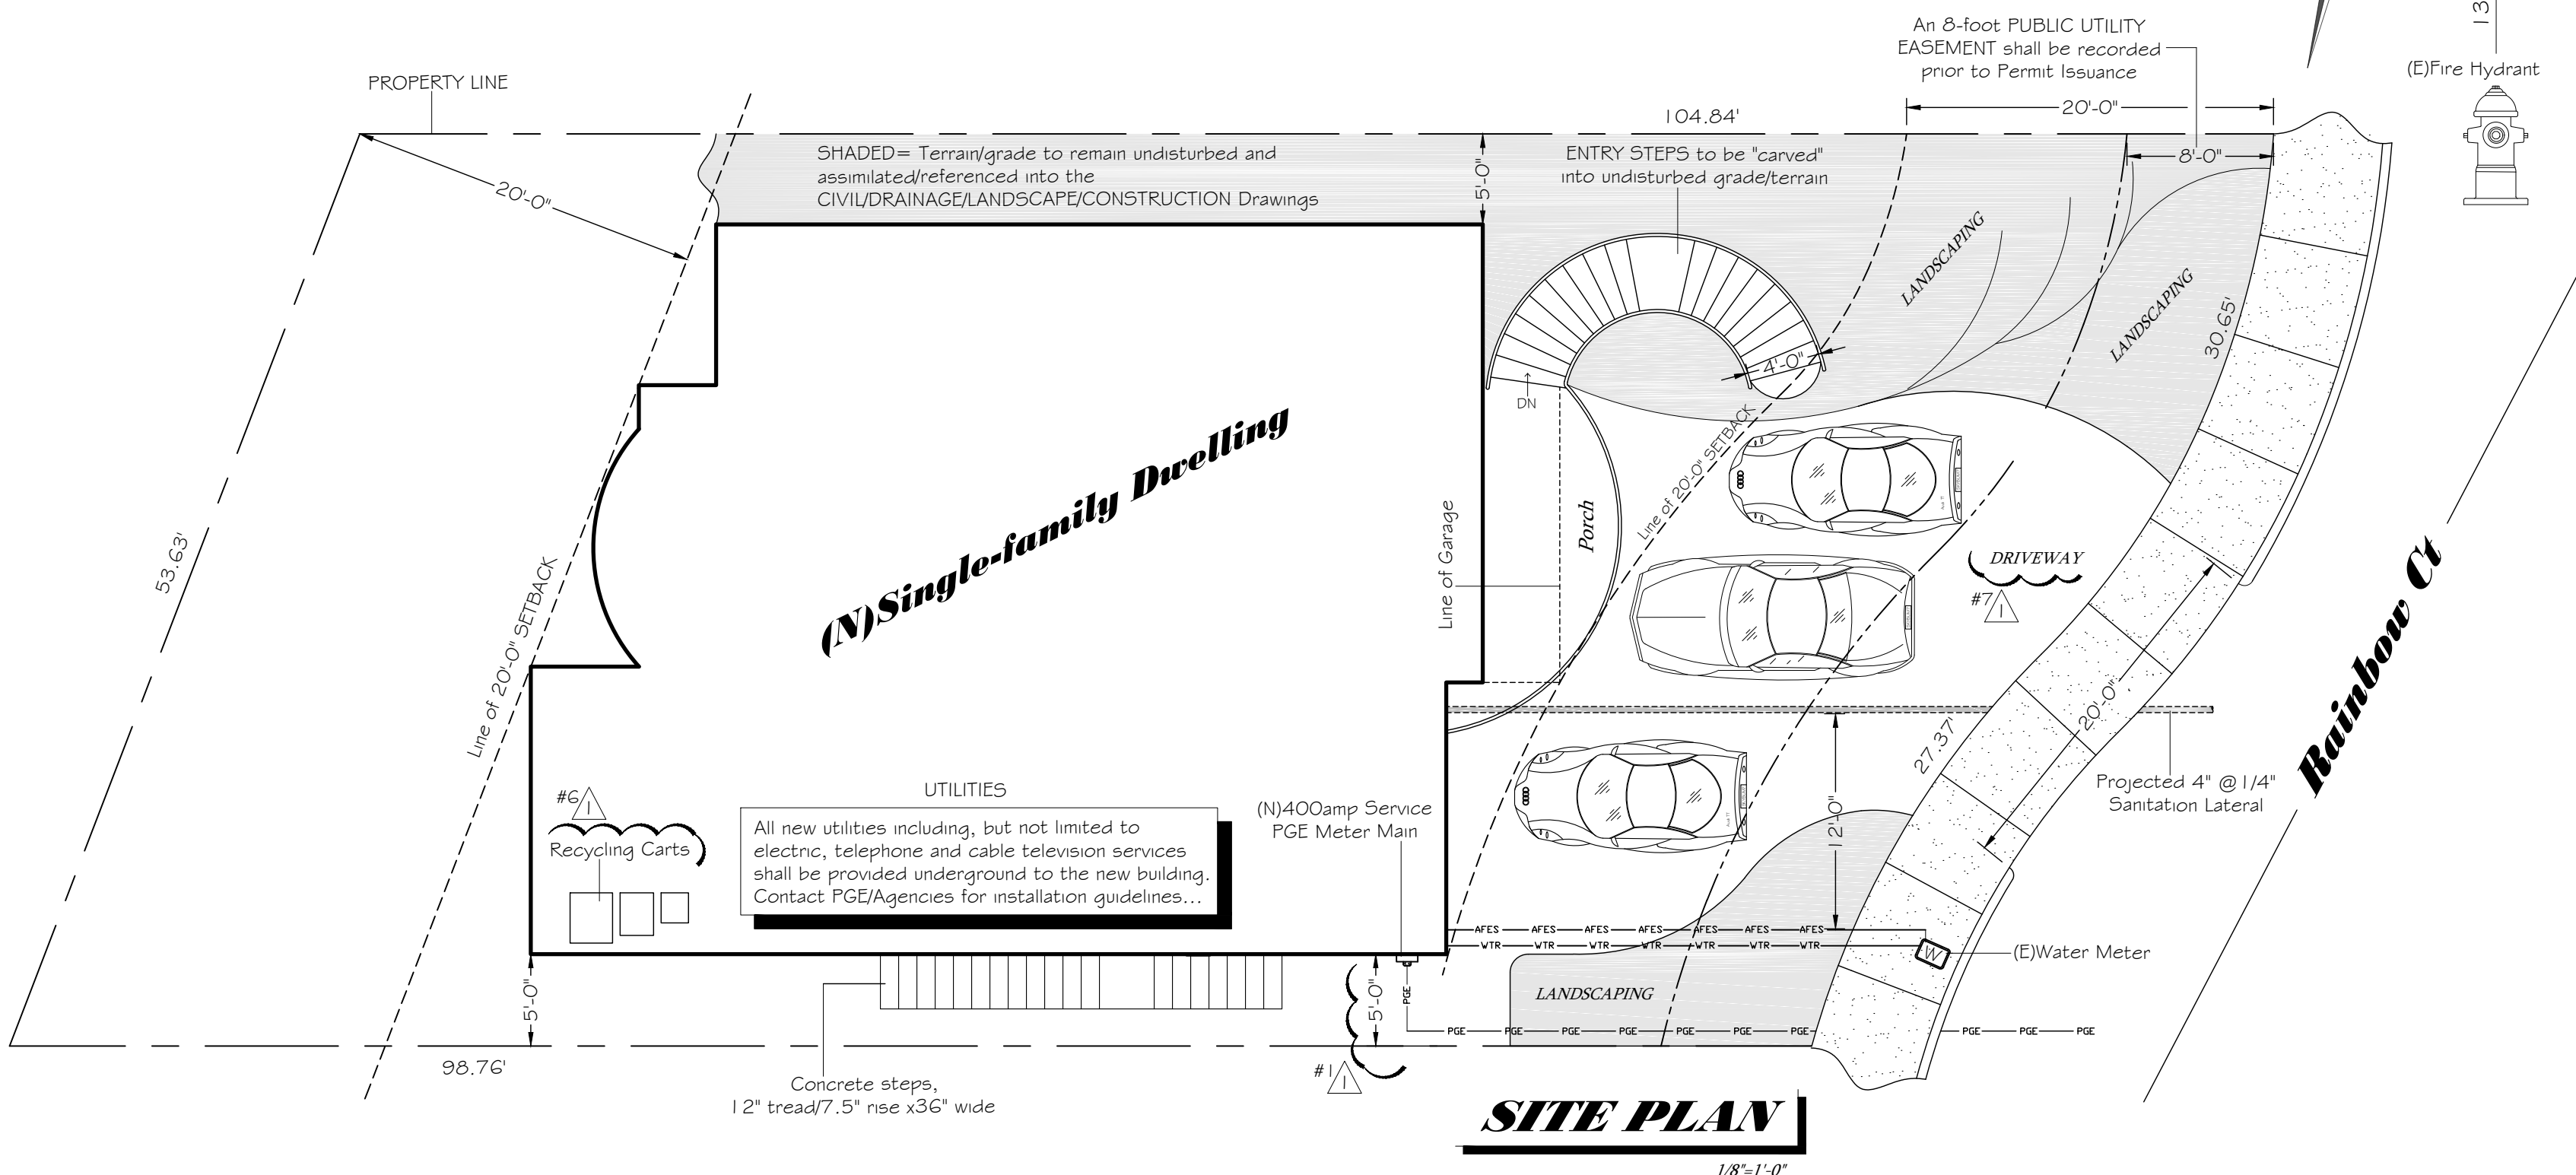 An 8-foot PUBLIC UTILITY
EASEMENT shall be recorded
prior to Permit Issuance
13
(E)Fire Hydrant
PROPERTY LINE
104.84'
20'-0"
8'-0"
SHADED= Terrain/grade to remain undisturbed and
assimilated/referenced into the
CIVIL/DRAINAGE/LANDSCAPE/CONSTRUCTION Drawings
5'-0"
ENTRY STEPS to be "carved"
into undisturbed grade/terrain
20'-0"
LANDSCAPING
LANDSCAPING
30.65'
4'-0"
DN
Line of 20'-0" SETBACK
(N)Single-family Dwelling
Line of Garage
Porch
DRIVEWAY
#7
1
53.63'
Line of 20'-0" SETBACK
Rainbow Ct
20'-0"
27.37'
Projected 4" @ 1/4"
Sanitation Lateral
12'-0"
#6
1
Recycling Carts
UTILITIES
All new utilities including, but not limited to
electric, telephone and cable television services
shall be provided underground to the new building.
Contact PGE/Agencies for installation guidelines...
(N)400amp Service
PGE Meter Main
AFES AFES AFES AFES AFES AFES AFES
WTR WTR WTR WTR WTR WTR WTR
W
(E)Water Meter
5'-0"
5'-0"
PGE
LANDSCAPING
PGE PGE PGE PGE PGE PGE PGE PGE PGE PGE
98.76'
Concrete steps,
12" tread/7.5" rise x36" wide
#1
1
SITE PLAN
1/8"=1'-0"